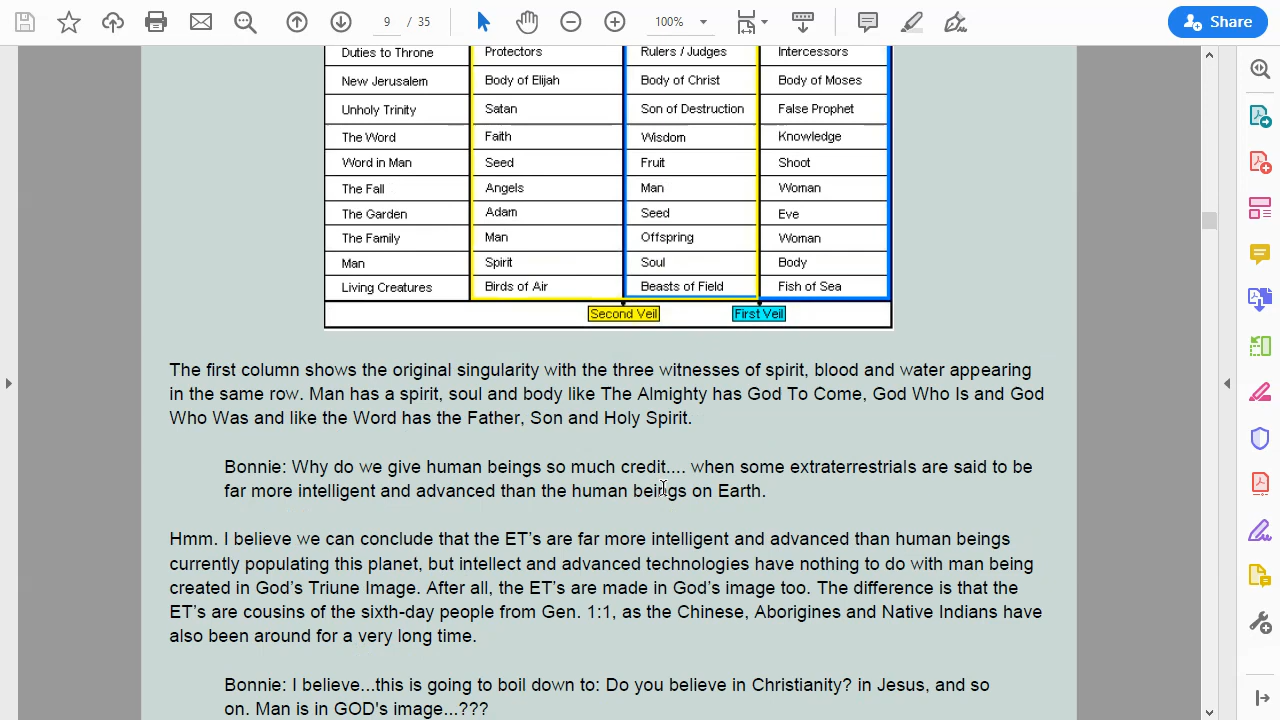 9 / 35
100%
Share
Duties to Throne Protectors Rulers / Judges Intercessors
New Jerusalem Body of Elijah Body of Christ Body of Moses
Unholy Trinity Satan Son of Destruction False Prophet
The Word Faith Wisdom Knowledge
Word in Man Seed Fruit Shoot
The Fall Angels Man Woman
The Garden Adam Seed Eve
The Family Man Offspring Woman
Man Spirit Soul Body
Living Creatures Birds of Air Beasts of Field Fish of Sea
Second Veil First Veil
The first column shows the original singularity with the three witnesses of spirit, blood and water appearing
in the same row. Man has a spirit, soul and body like The Almighty has God To Come, God Who Is and God
Who Was and like the Word has the Father, Son and Holy Spirit.
Bonnie: Why do we give human beings so much credit.... when some extraterrestrials are said to be
far more intelligent and advanced than the human beings on Earth.
Hmm. I believe we can conclude that the ET’s are far more intelligent and advanced than human beings
currently populating this planet, but intellect and advanced technologies have nothing to do with man being
created in God’s Triune Image. After all, the ET’s are made in God’s image too. The difference is that the
ET’s are cousins of the sixth-day people from Gen. 1:1, as the Chinese, Aborigines and Native Indians have
also been around for a very long time.
Bonnie: I believe...this is going to boil down to: Do you believe in Christianity? in Jesus, and so
on. Man is in GOD's image...???